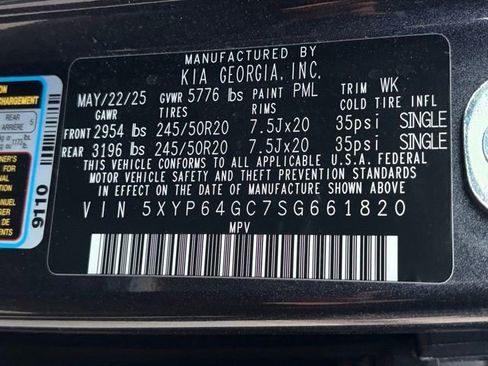 MANUFACTURED BY
KIA GEORGIA, INC.
MAY/22/25 GVWR 5776 lbs PAINT PML TRIM WK
GAWR TIRES RIMS COLD TIRE INFL
FRONT 2954 lbs 245/50R20 7.5Jx20 35psi SINGLE
REAR 3196 lbs 245/50R20 7.5Jx20 35psi SINGLE
THIS VEHICLE CONFORMS TO ALL APPLICABLE U.S.A. FEDERAL
MOTOR VEHICLE SAFETY AND THEFT PREVENTION STANDARDS
IN EFFECT ON THE DATE OF MANUFACTURE SHOWN ABOVE
VIN 5XYP64GC7SG661820
MPV
REAR 5
ARRIÈRE
9110